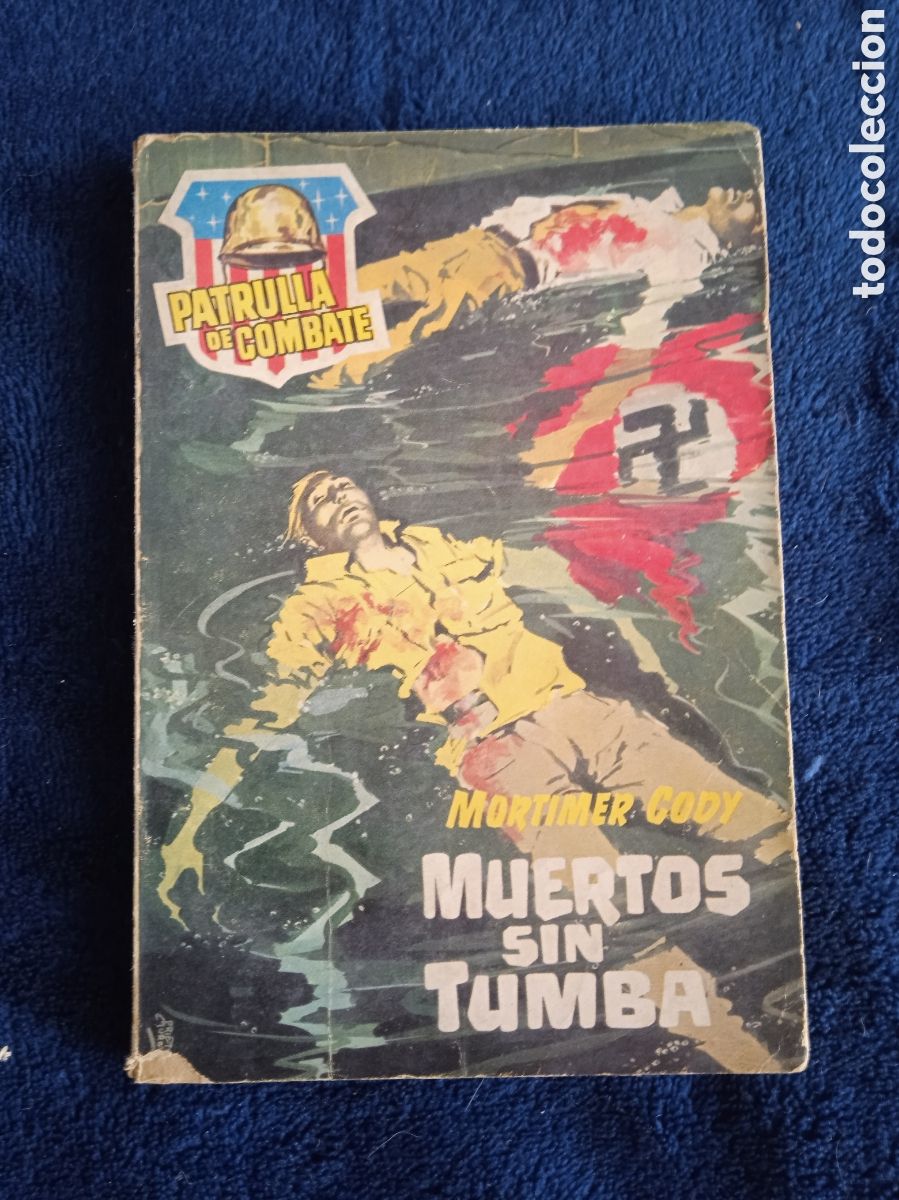 todocoleccion
PATRULLA
DE COMBATE
MORTIMER CODY
MUERTOS
SIN
TUMBA